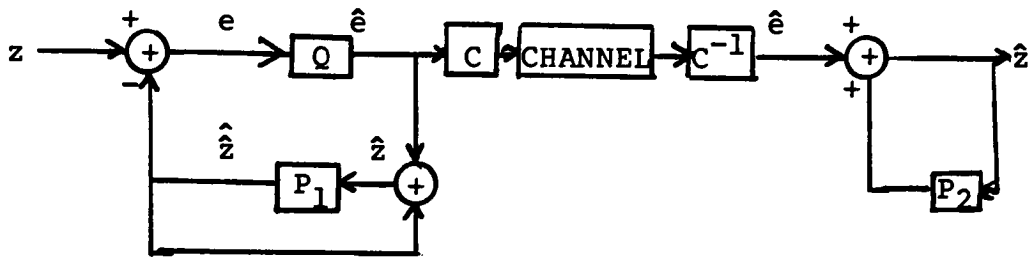 + e ê C⁻¹ ê
z + Q C CHANNEL + + ẑ
− +
ẑ̂ ẑ
P₁ + P₂